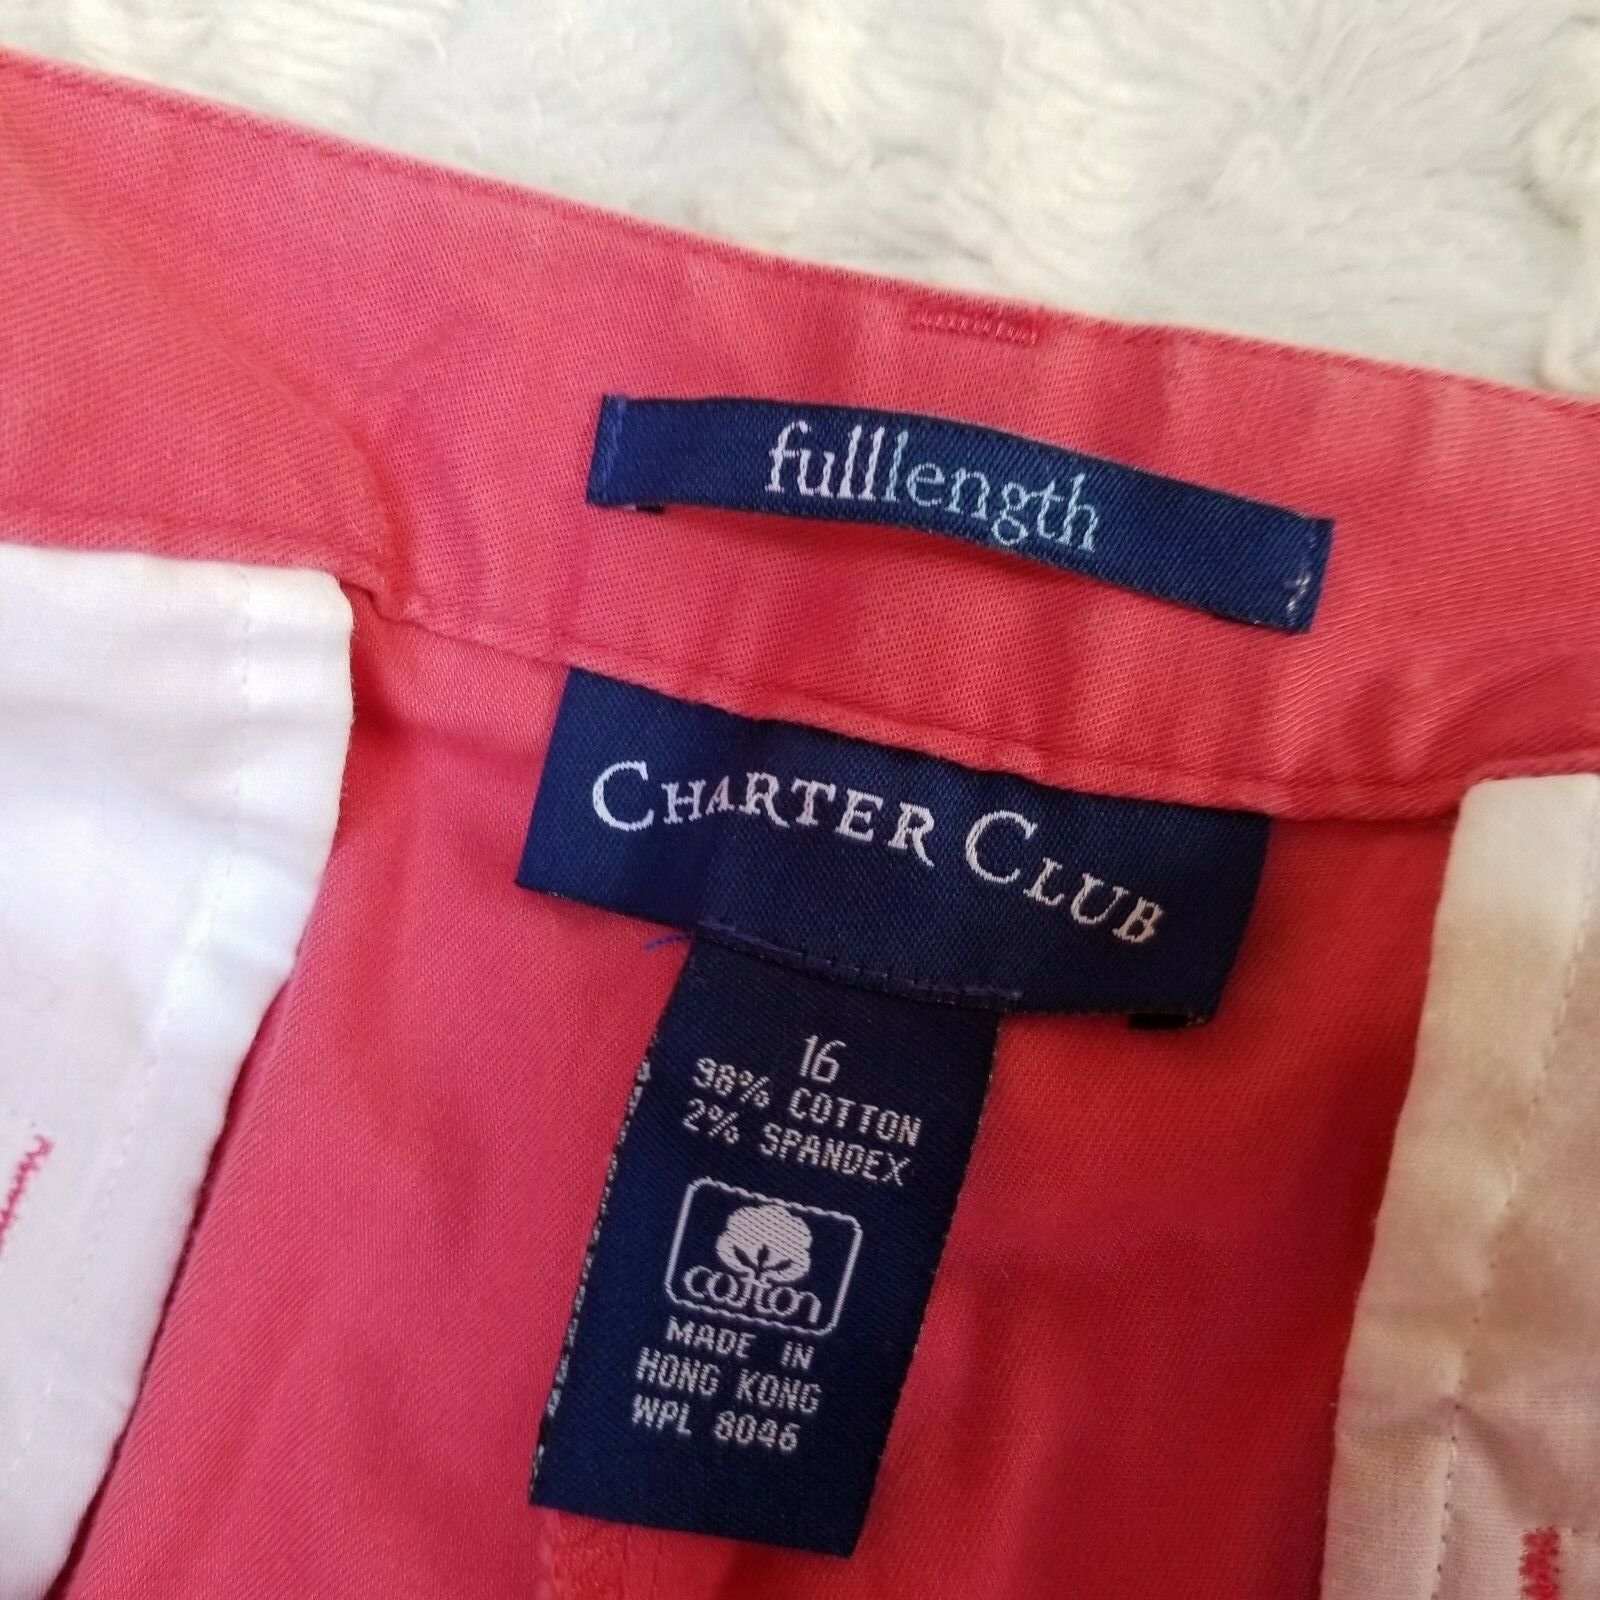 fulllength
CHARTER CLUB
16
98% COTTON
2% SPANDEX
cotton
MADE IN
HONG KONG
WPL 8046